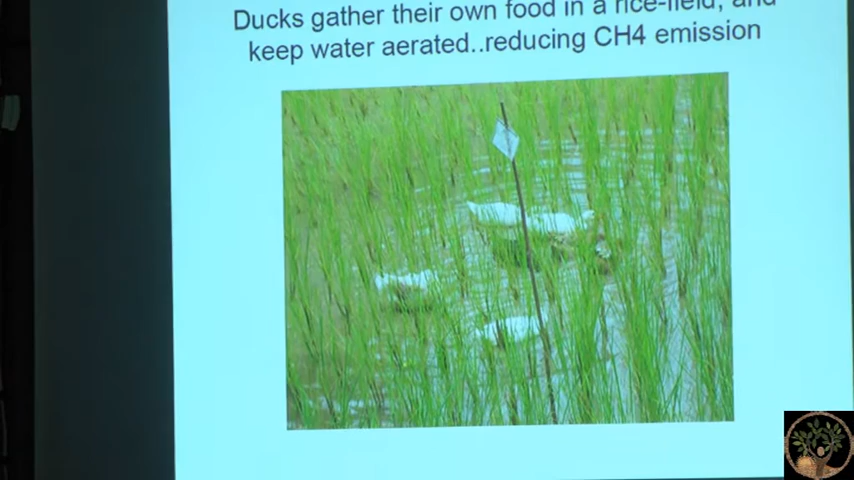 Ducks gather their own food in a rice-field, and
keep water aerated..reducing CH4 emission